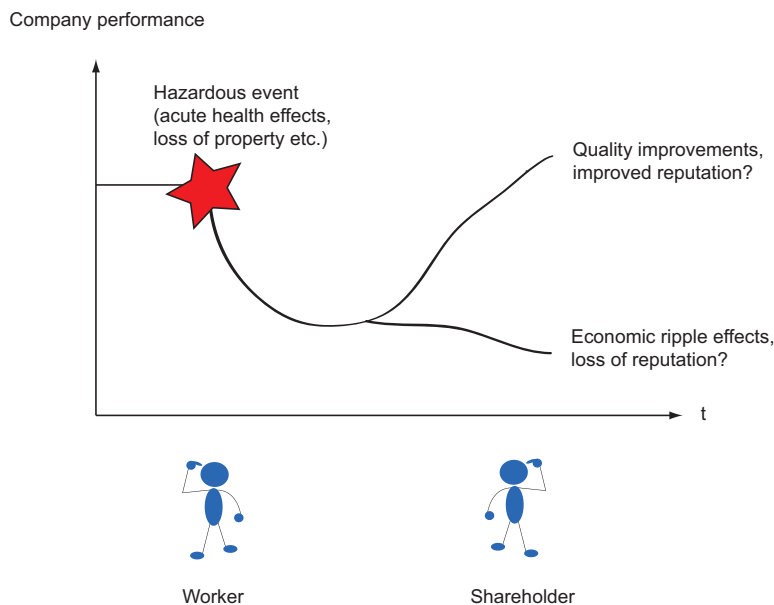 Company performance
Hazardous event
(acute health effects,
loss of property etc.)
Quality improvements,
improved reputation?
Economic ripple effects,
loss of reputation?
t
Worker
Shareholder